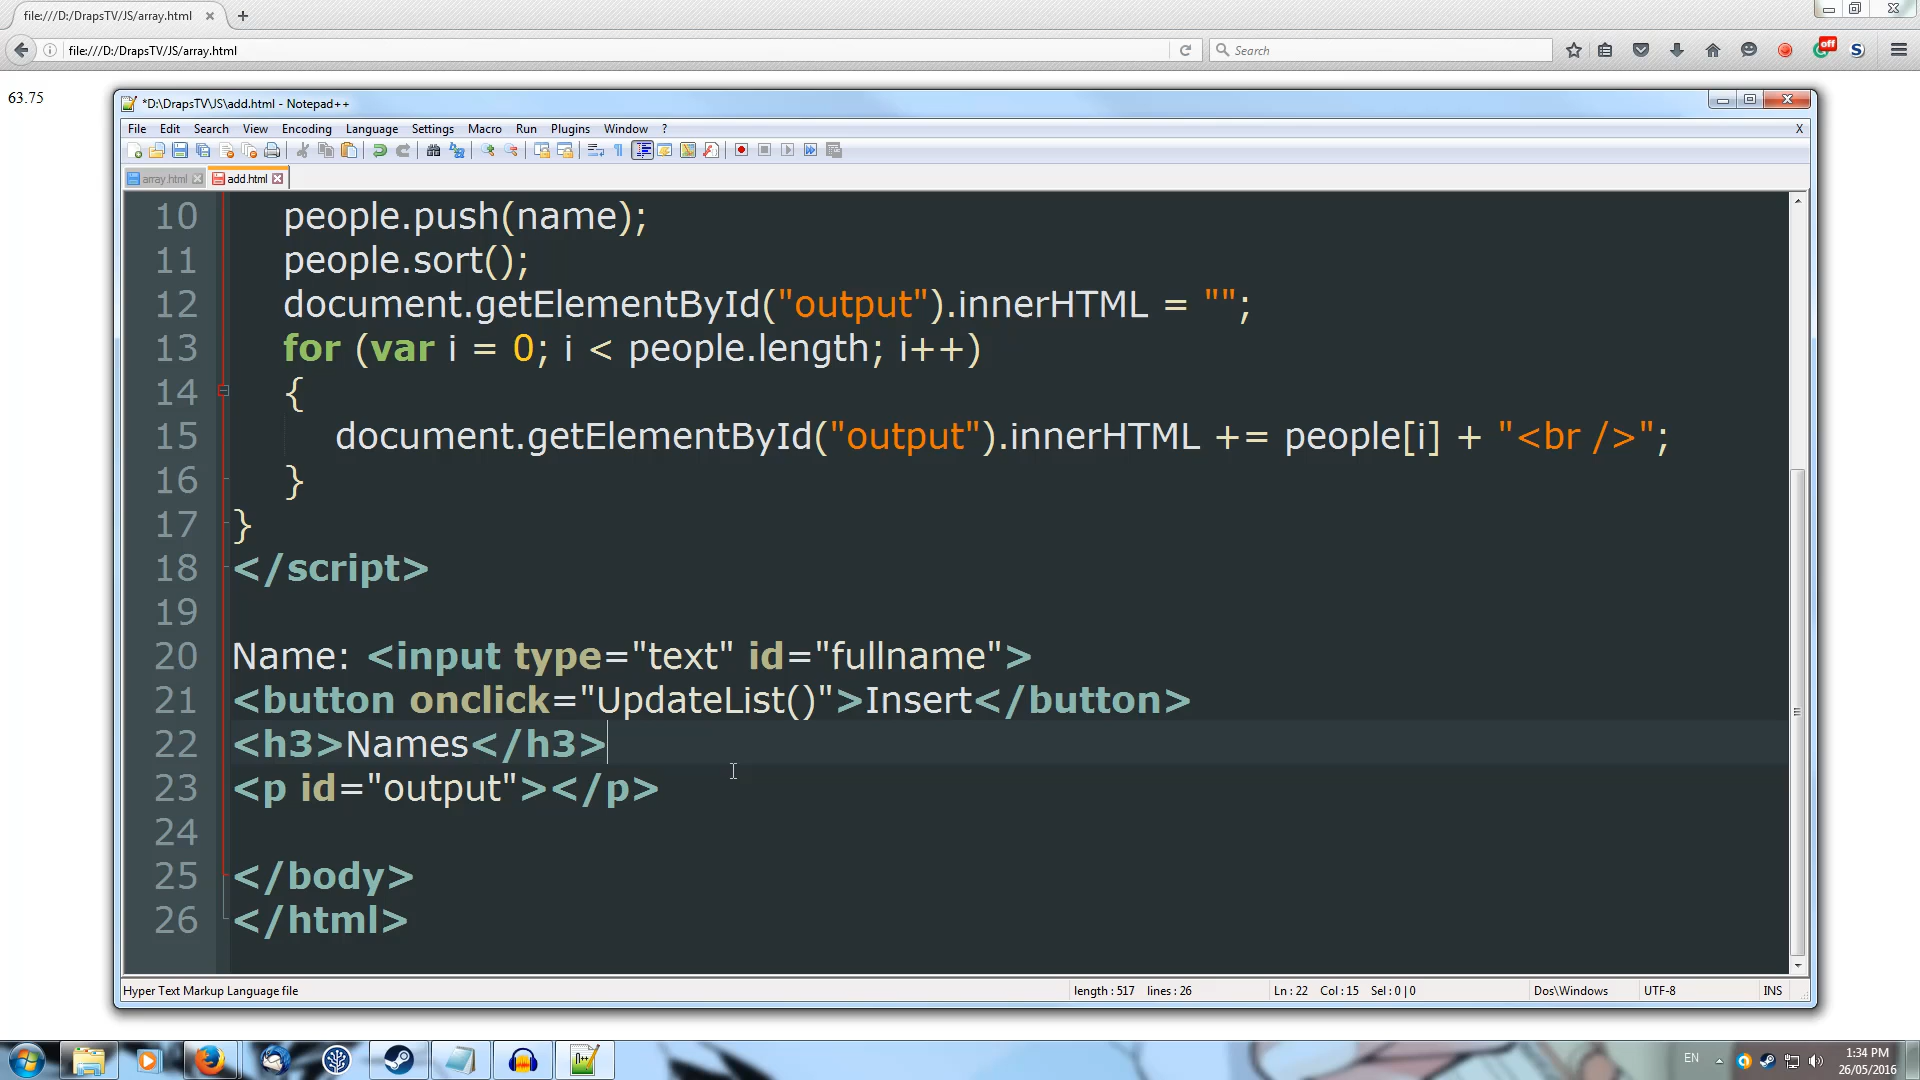 file:///D:/DrapsTV/JS/array.html
file:///D:/DrapsTV/JS/array.html
Search
off
S
63.75
*D:\DrapsTV\JS\add.html - Notepad++
File Edit Search View Encoding Language Settings Macro Run Plugins Window ? X
array.html add.html
10 people.push(name);
11 people.sort();
12 document.getElementById("output").innerHTML = "";
13 for (var i = 0; i < people.length; i++)
14 {
15 document.getElementById("output").innerHTML += people[i] + "<br />";
16 }
17 }
18 </script>
19
20 Name: <input type="text" id="fullname">
21 <button onclick="UpdateList()">Insert</button>
22 <h3>Names</h3>
23 <p id="output"></p>
24
25 </body>
26 </html>
Hyper Text Markup Language file length : 517 lines : 26 Ln : 22 Col : 15 Sel : 0 | 0 Dos\Windows UTF-8 INS
EN
1:34 PM
26/05/2016